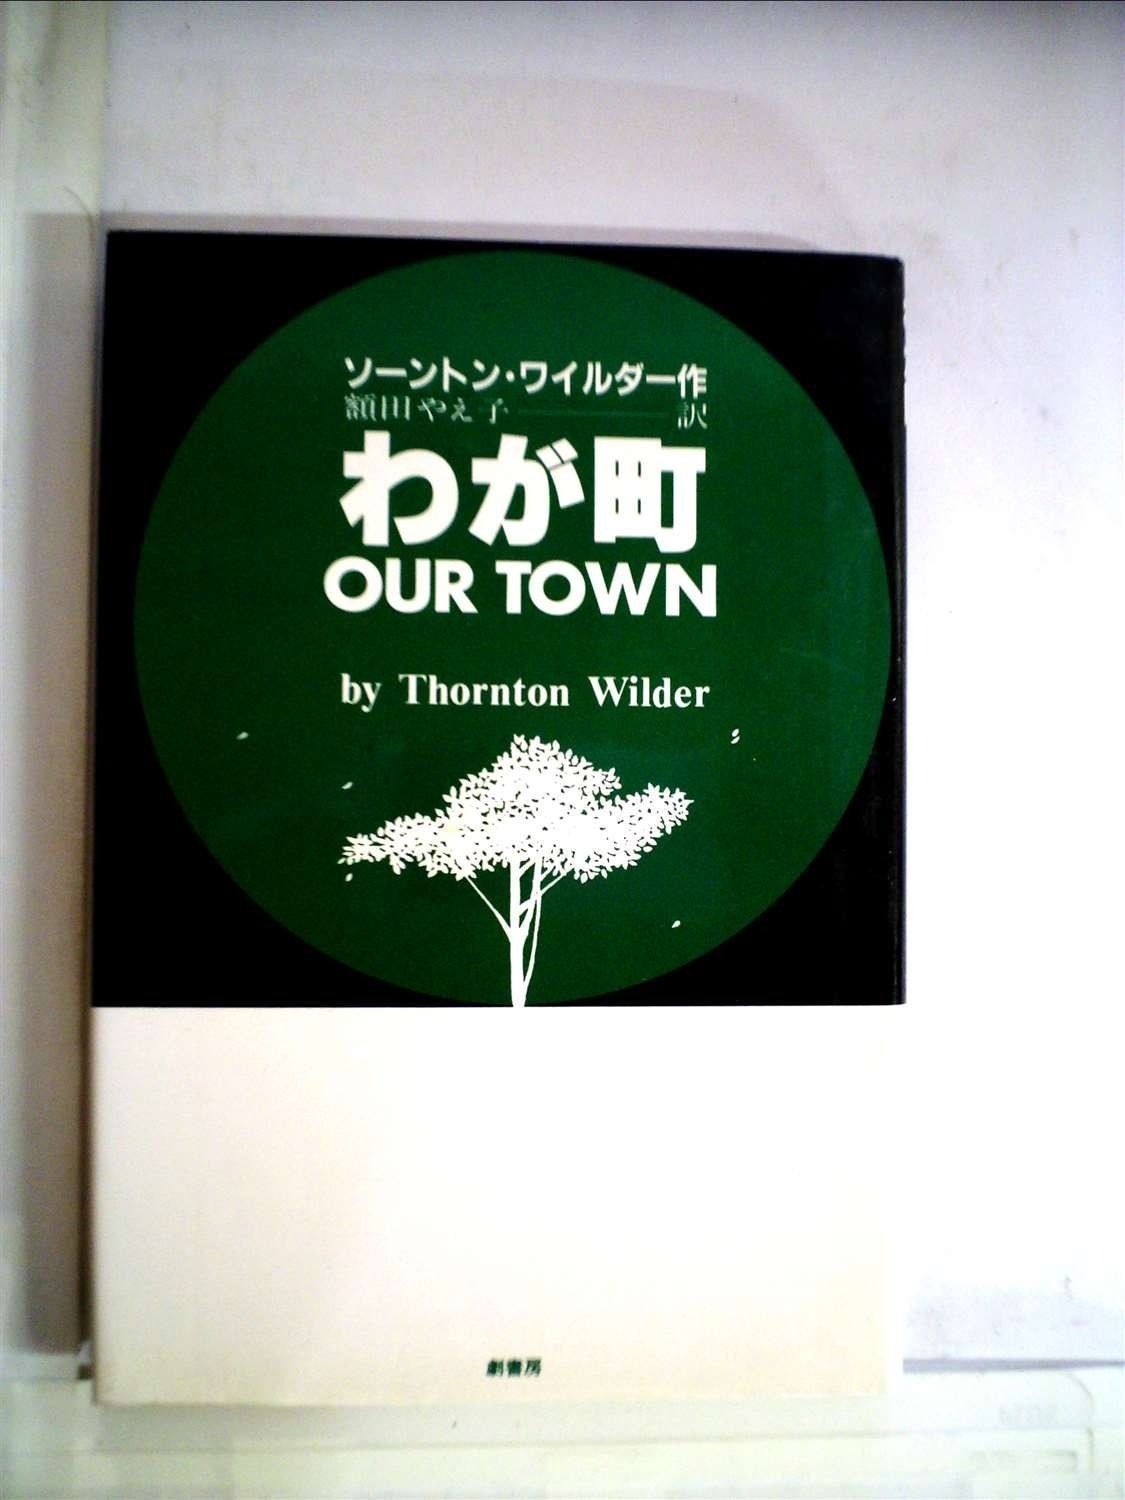 ソーントン・ワイルダー作
額田やえ子 訳
わが町
OUR TOWN
by Thornton Wilder
劇書房